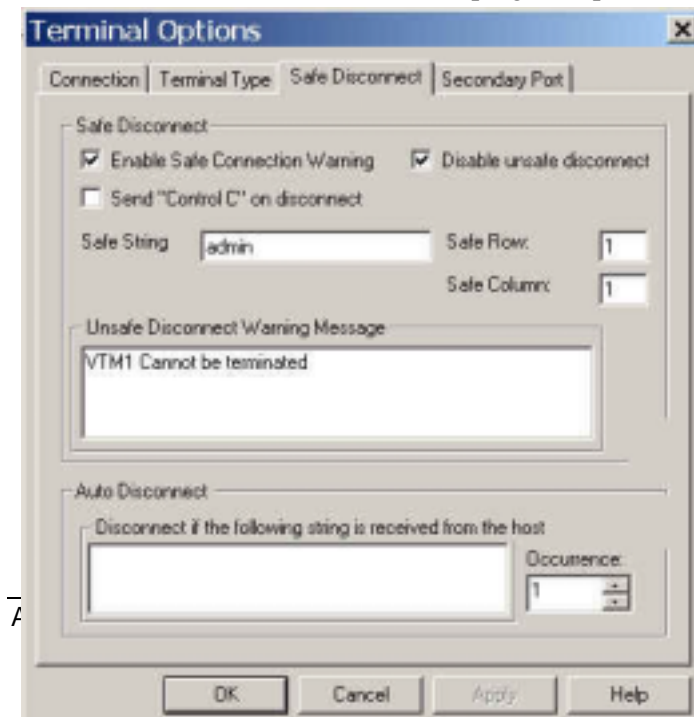 Terminal Options
Connection Terminal Type Safe Disconnect Secondary Port
Safe Disconnect
Enable Safe Connection Warning Disable unsafe disconnect
Send "Control C" on disconnect
Safe String admin Safe Row: 1
Safe Column: 1
Unsafe Disconnect Warning Message
VTM1 Cannot be terminated
Auto Disconnect
Disconnect if the following string is received from the host
Occurrence:
1
A
OK Cancel Apply Help